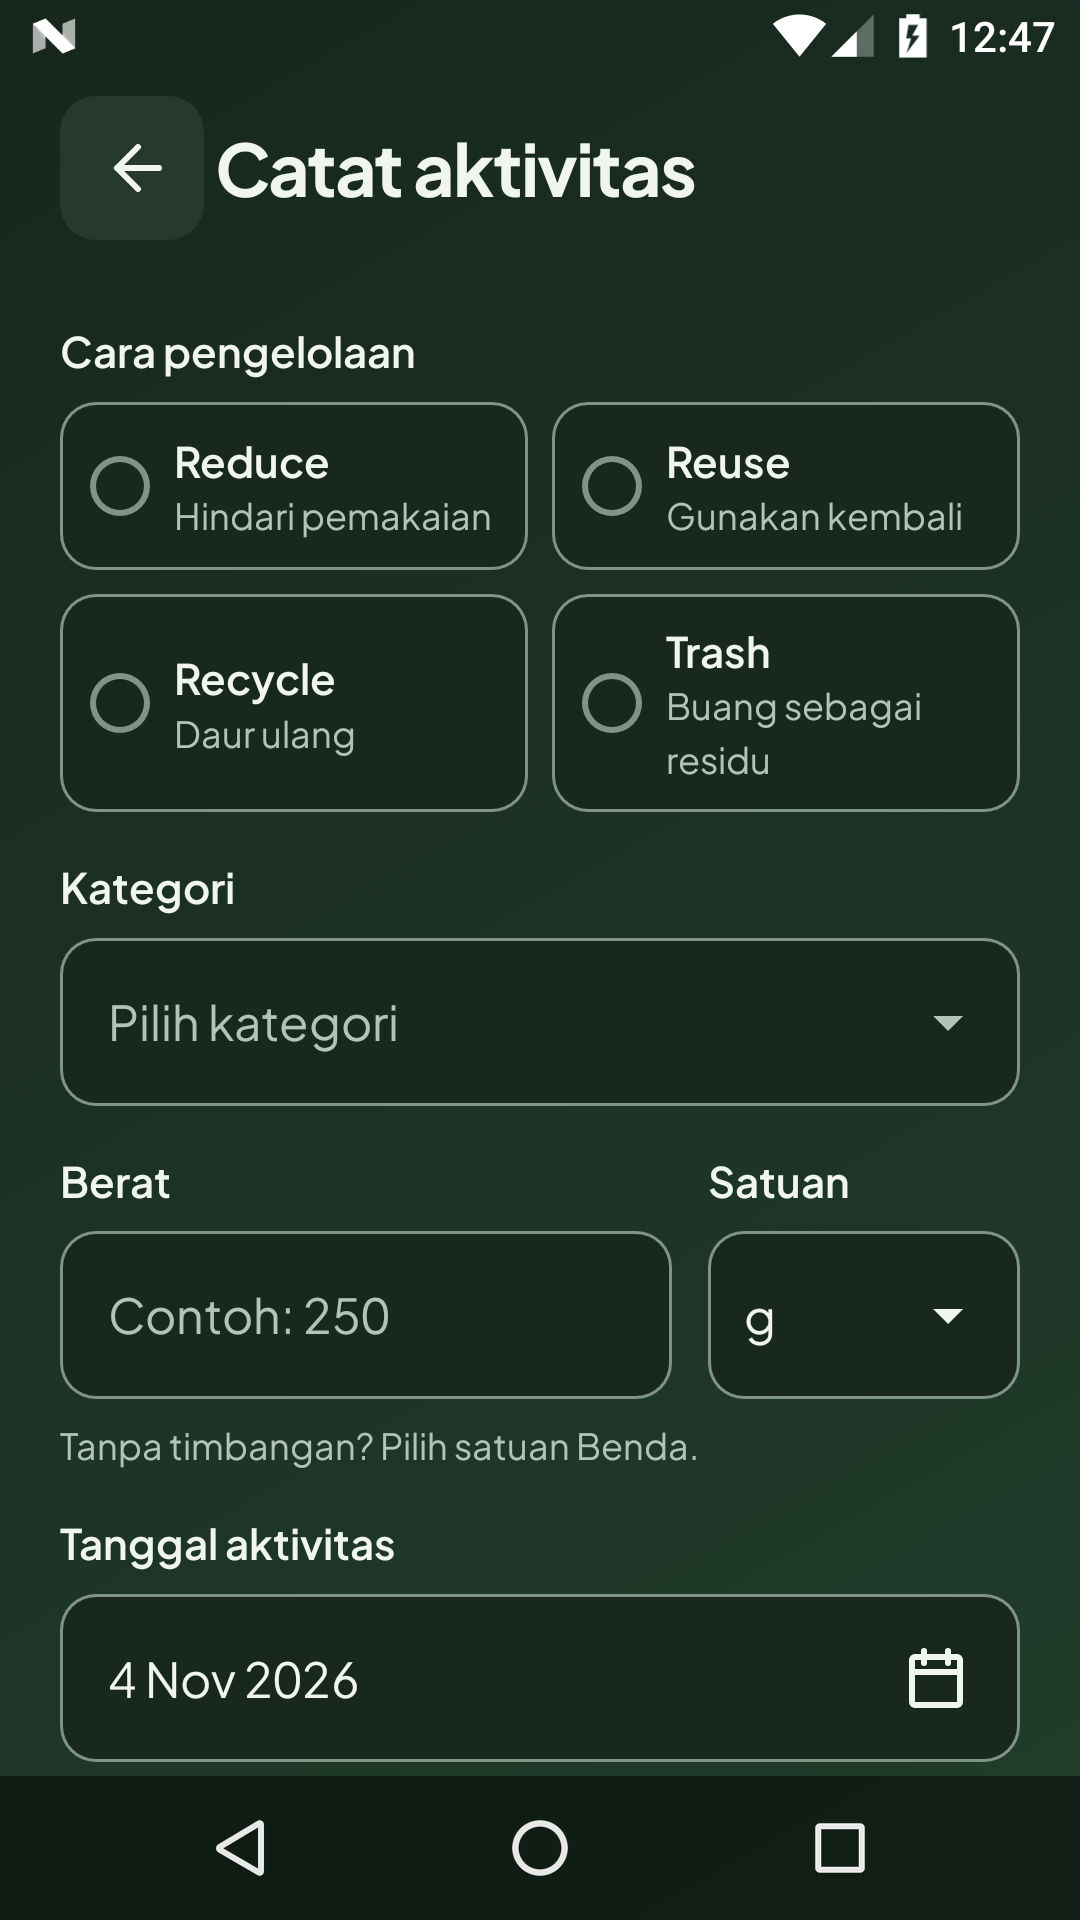 12:47
Catat aktivitas
Cara pengelolaan
Reduce
Hindari pemakaian
Reuse
Gunakan kembali
Recycle
Daur ulang
Trash
Buang sebagai
residu
Kategori
Pilih kategori
Berat
Satuan
Contoh: 250
g
Tanpa timbangan? Pilih satuan Benda.
Tanggal aktivitas
4 Nov 2026